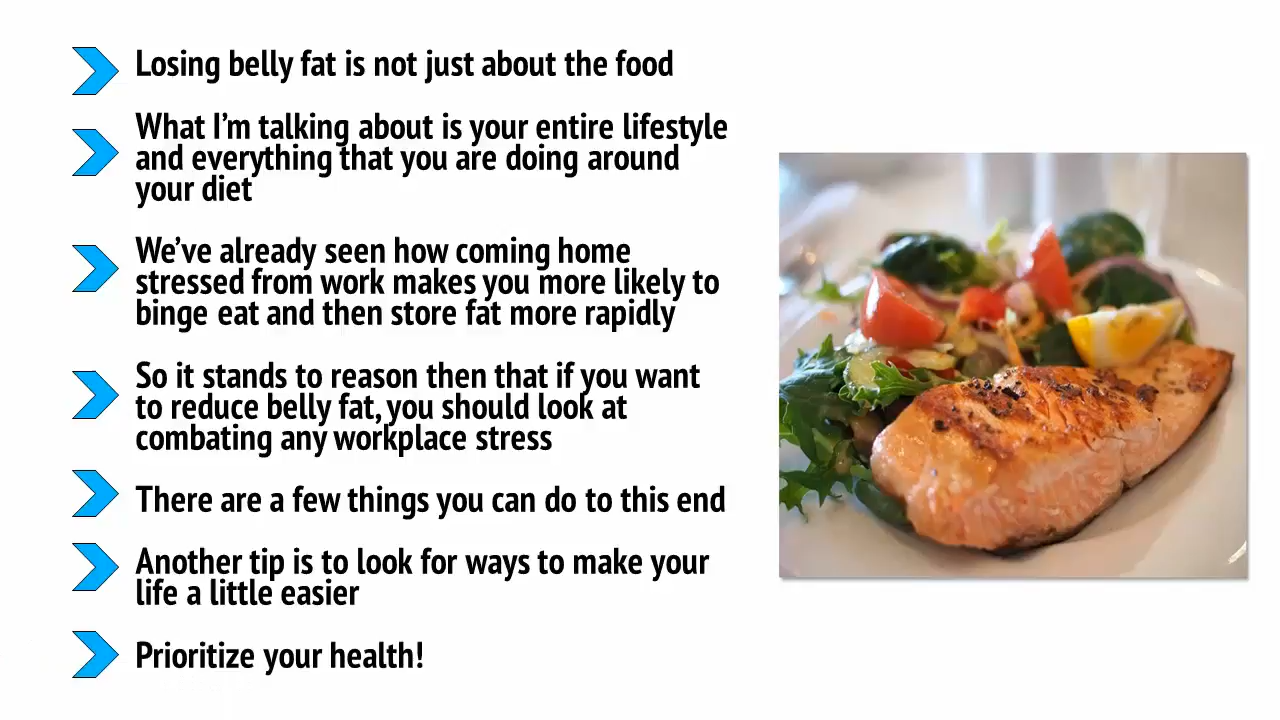 Losing belly fat is not just about the food
What I’m talking about is your entire lifestyle
and everything that you are doing around
your diet
We’ve already seen how coming home
stressed from work makes you more likely to
binge eat and then store fat more rapidly
So it stands to reason then that if you want
to reduce belly fat, you should look at
combating any workplace stress
There are a few things you can do to this end
Another tip is to look for ways to make your
life a little easier
Prioritize your health!